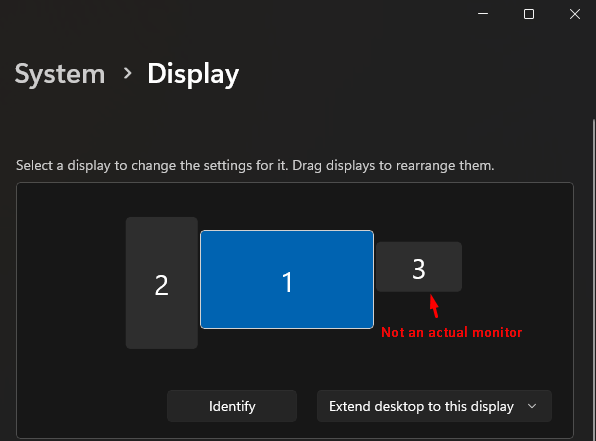 System > Display
Select a display to change the settings for it. Drag displays to rearrange them.
2
1
3
Not an actual monitor
Identify
Extend desktop to this display